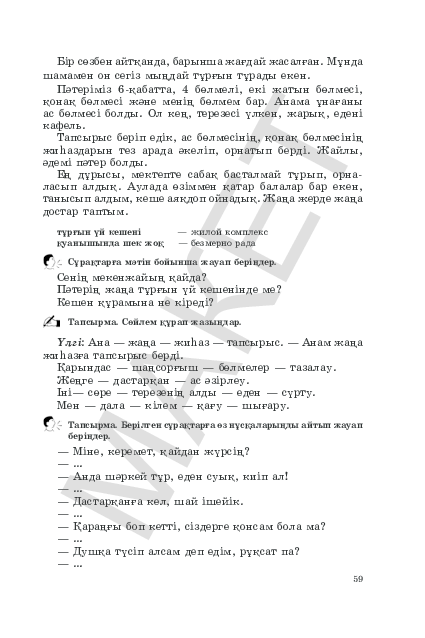 Бір сөзбен айтқанда, барынша жағдай жасалған. Мұнда
шамамен он сегіз мыңдай тұрғын тұрады екен.
Пәтеріміз 6-қабатта, 4 бөлмелі, екі жатын бөлмесі,
қонақ бөлмесі және менің бөлмем бар. Анама ұнағаны
ас бөлмесі болды. Ол кең, терезесі үлкен, жарық, едені
кафель.
Тапсырыс беріп едік, ас бөлмесінің, қонақ бөлмесінің
жиһаздарын тез арада әкеліп, орнатып берді. Жайлы,
әдемі пәтер болды.
Ең дұрысы, мектепте сабақ басталмай тұрып, орна-
ласып алдық. Аулада өзіммен қатар балалар бар екен,
танысып алдым, кеше аяқдоп ойнадық. Жаңа жерде жаңа
достар таптым.
тұрғын үй кешені — жилой комплекс
қуанышында шек жоқ — безмерно рада
Сұрақтарға мәтін бойынша жауап беріңдер.
Сенің мекенжайың қайда?
Пәтерің жаңа тұрғын үй кешенінде ме?
Кешен құрамына не кіреді?
Тапсырма. Сөйлем құрап жазыңдар.
Үлгі: Ана — жаңа — жиһаз — тапсырыс. — Анам жаңа
жиһазға тапсырыс берді.
Қарындас — шаңсорғыш — бөлмелер — тазалау.
Жеңге — дастарқан — ас әзірлеу.
Іні— сөре — терезенің алды — еден — сүрту.
Мен — дала — кілем — қағу — шығару.
Тапсырма. Берілген сұрақтарға өз нұсқаларыңды айтып жауап
беріңдер.
— Міне, керемет, қайдан жүрсің?
— ...
— Анда шәркей тұр, еден суық, киіп ал!
— ...
— Дастарқанға кел, шай ішейік.
— ...
— Қараңғы боп кетті, сіздерге қонсам бола ма?
— ...
— Душқа түсіп алсам деп едім, рұқсат па?
— ...
59
МАКЕТ